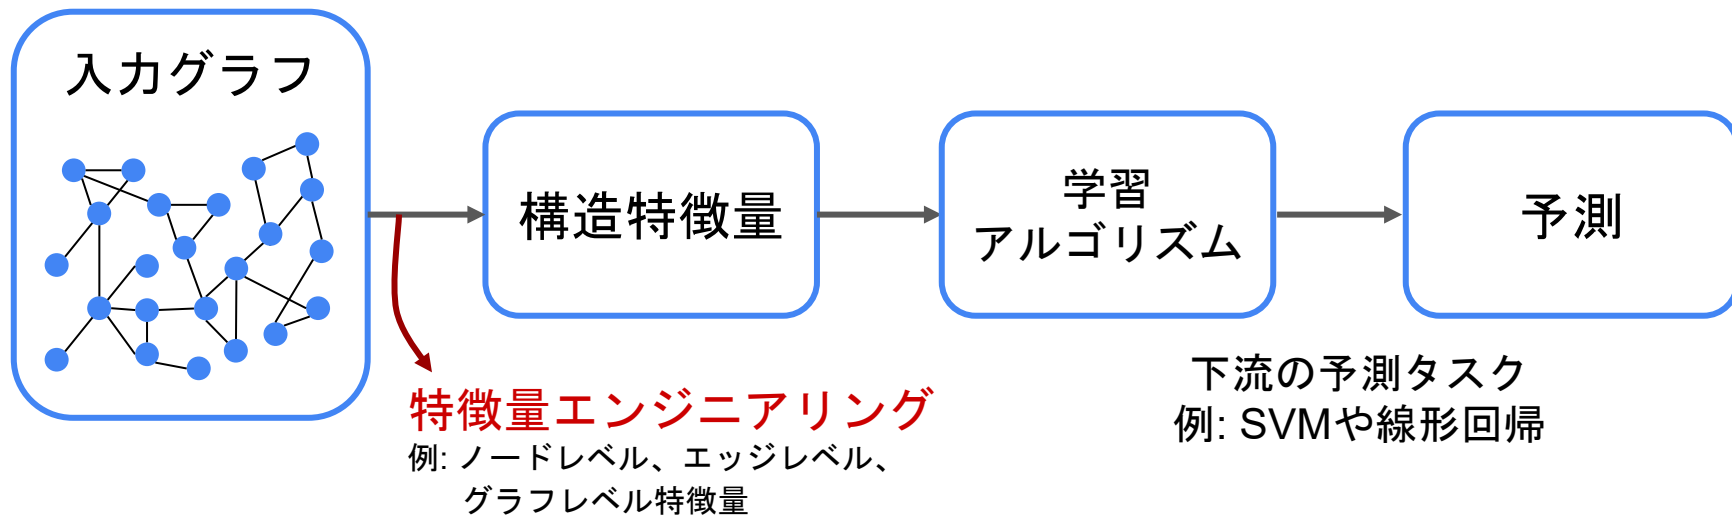 入力グラフ
構造特徴量
学習
アルゴリズム
予測
特徴量エンジニアリング
例: ノードレベル、エッジレベル、
グラフレベル特徴量
下流の予測タスク
例: SVMや線形回帰